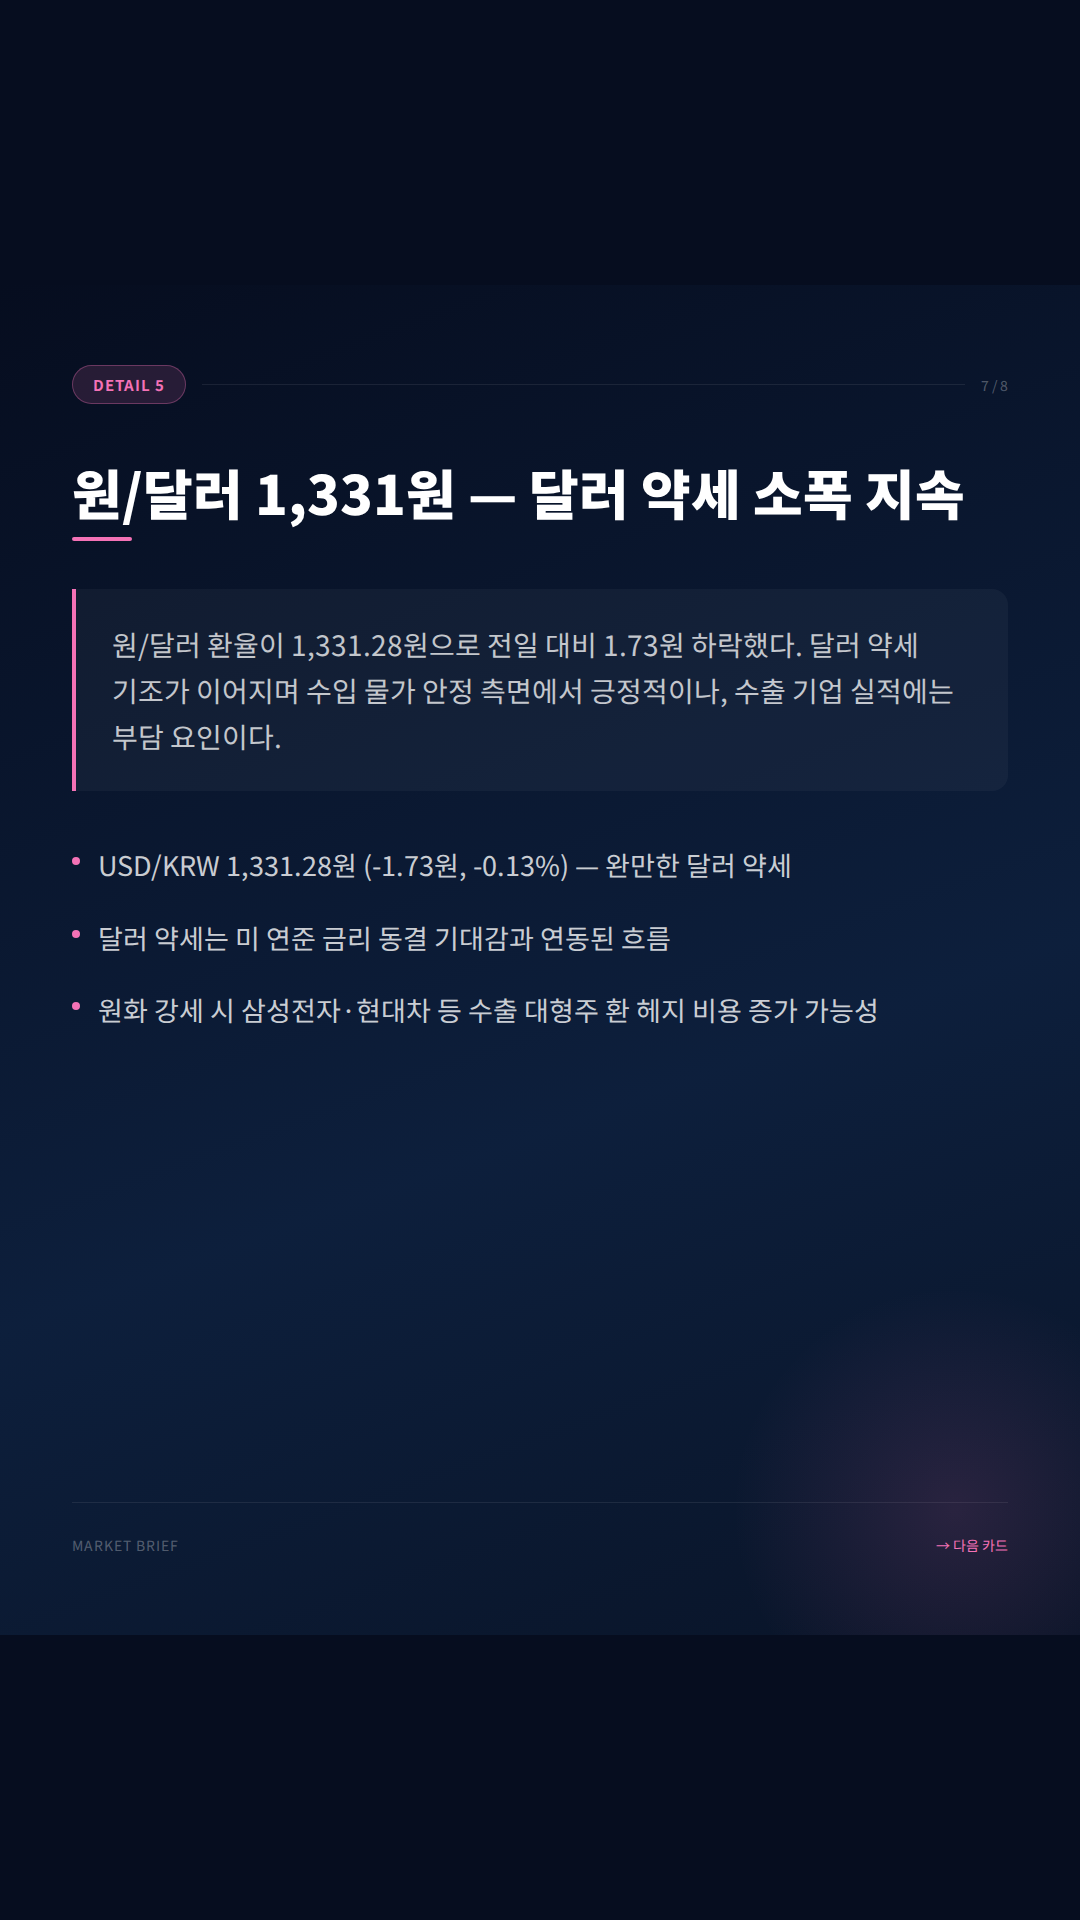 DETAIL 5
7 / 8
원/달러 1,331원 — 달러 약세 소폭 지속
원/달러 환율이 1,331.28원으로 전일 대비 1.73원 하락했다. 달러 약세
기조가 이어지며 수입 물가 안정 측면에서 긍정적이나, 수출 기업 실적에는
부담 요인이다.
USD/KRW 1,331.28원 (-1.73원, -0.13%) — 완만한 달러 약세
달러 약세는 미 연준 금리 동결 기대감과 연동된 흐름
원화 강세 시 삼성전자·현대차 등 수출 대형주 환 헤지 비용 증가 가능성
MARKET BRIEF
→ 다음 카드